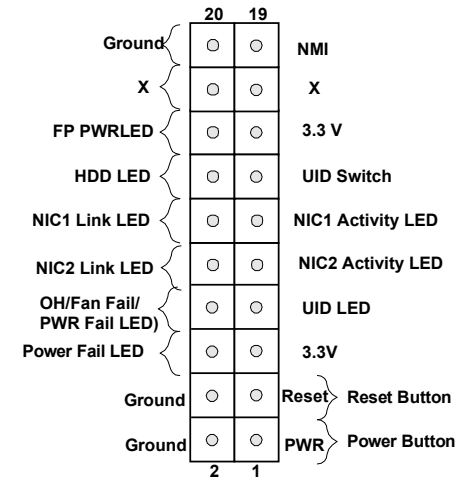 20 19
Ground NMI
X X
FP PWRLED 3.3 V
HDD LED UID Switch
NIC1 Link LED NIC1 Activity LED
NIC2 Link LED NIC2 Activity LED
OH/Fan Fail/
PWR Fail LED) UID LED
Power Fail LED 3.3V
Ground Reset Reset Button
Ground PWR Power Button
2 1